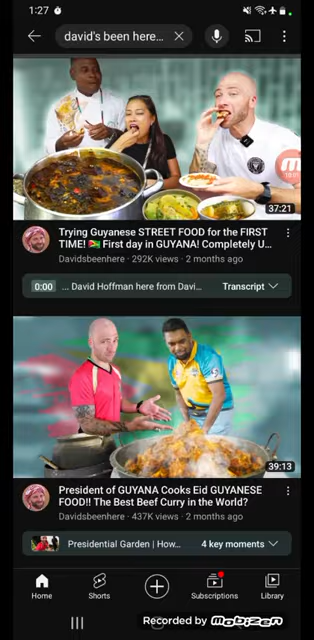 1:27
david's been here...
37:21
Trying Guyanese STREET FOOD for the FIRST
TIME! 🇬🇾 First day in GUYANA! Completely U...
Davidsbeenhere · 292K views · 2 months ago
0:00 ... David Hoffman here from Davi... Transcript
39:13
President of GUYANA Cooks Eid GUYANESE
FOOD!! The Best Beef Curry in the World?
Davidsbeenhere · 437K views · 2 months ago
Presidential Garden | How... 4 key moments
Home Shorts Subscriptions Library
Recorded by Mobizen